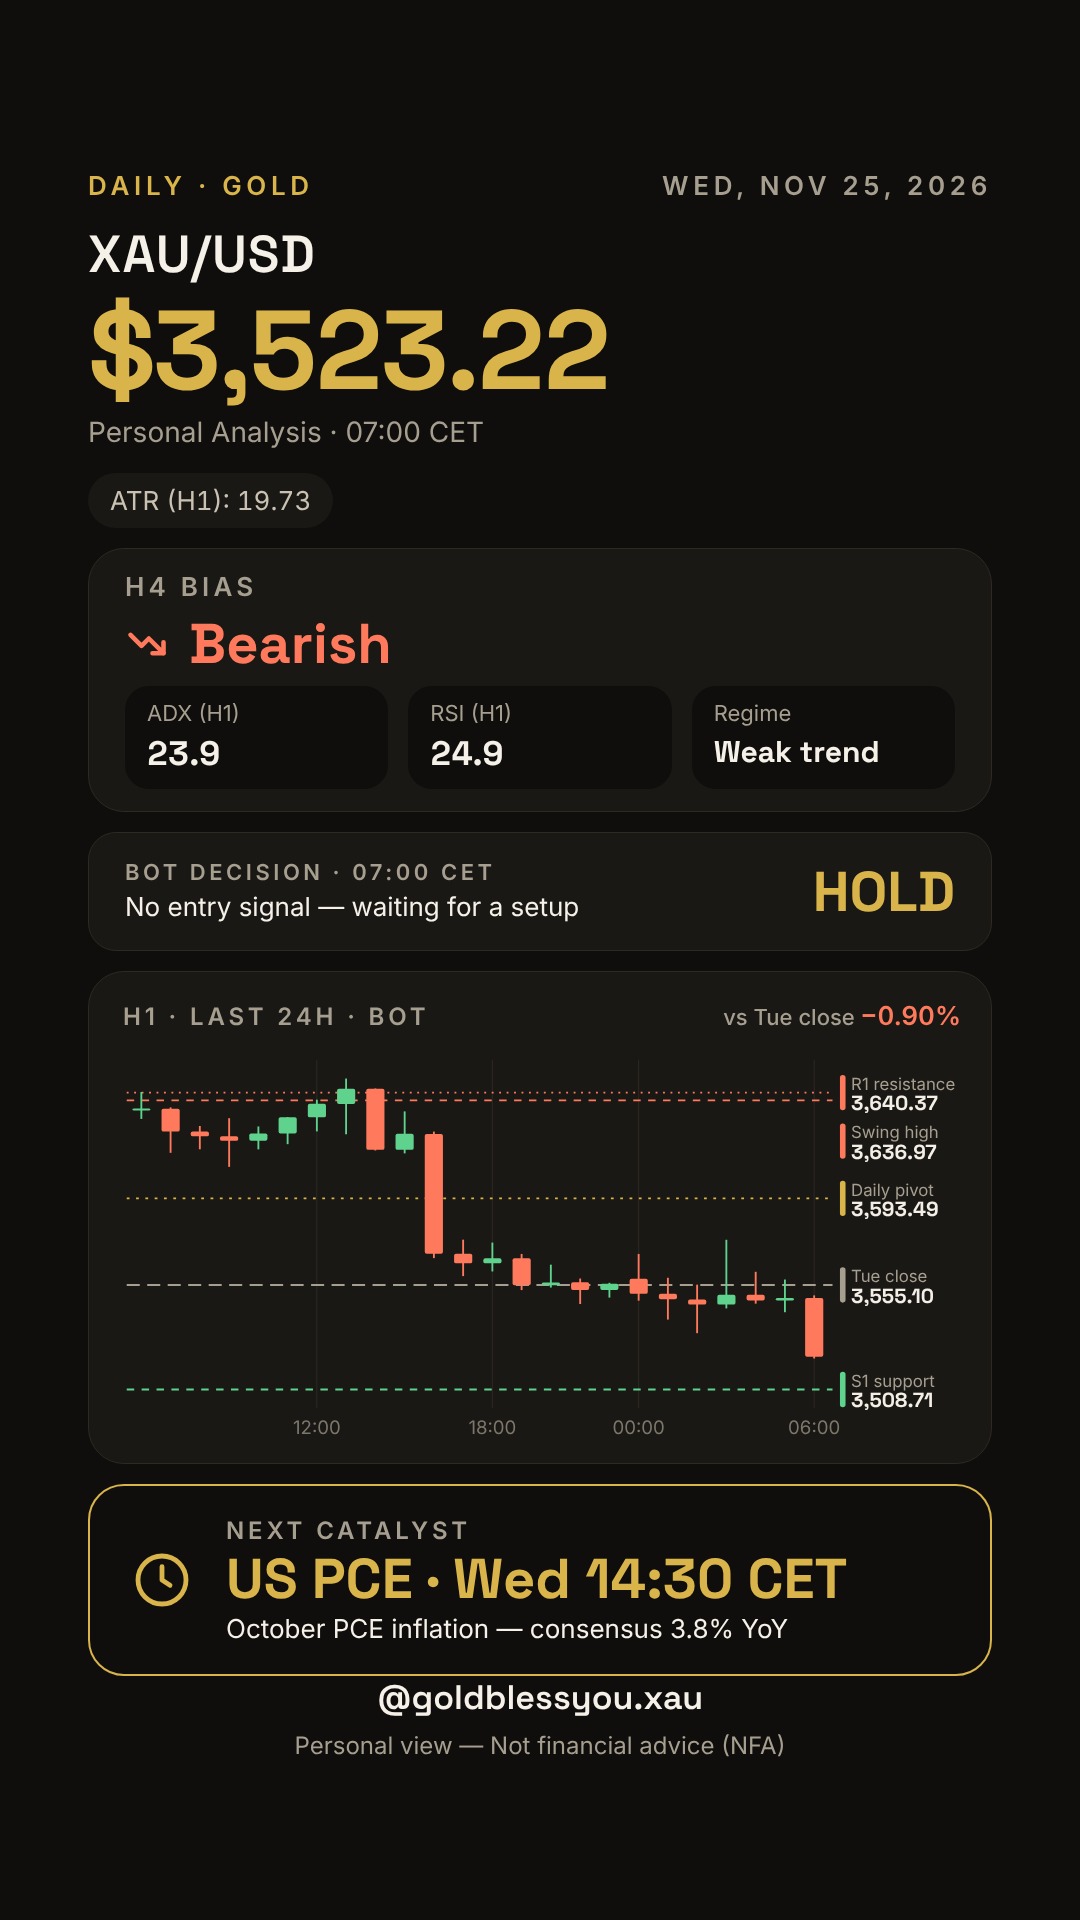 DAILY · GOLD
WED, NOV 25, 2026
XAU/USD
$3,523.22
Personal Analysis · 07:00 CET
ATR (H1): 19.73
H4 BIAS
Bearish
ADX (H1)
23.9
RSI (H1)
24.9
Regime
Weak trend
BOT DECISION · 07:00 CET
No entry signal — waiting for a setup
HOLD
H1 · LAST 24H · BOT
vs Tue close −0.90%
R1 resistance
3,640.37
Swing high
3,636.97
Daily pivot
3,593.49
Tue close
3,555.10
S1 support
3,508.71
12:00
18:00
00:00
06:00
NEXT CATALYST
US PCE · Wed 14:30 CET
October PCE inflation — consensus 3.8% YoY
@goldblessyou.xau
Personal view — Not financial advice (NFA)